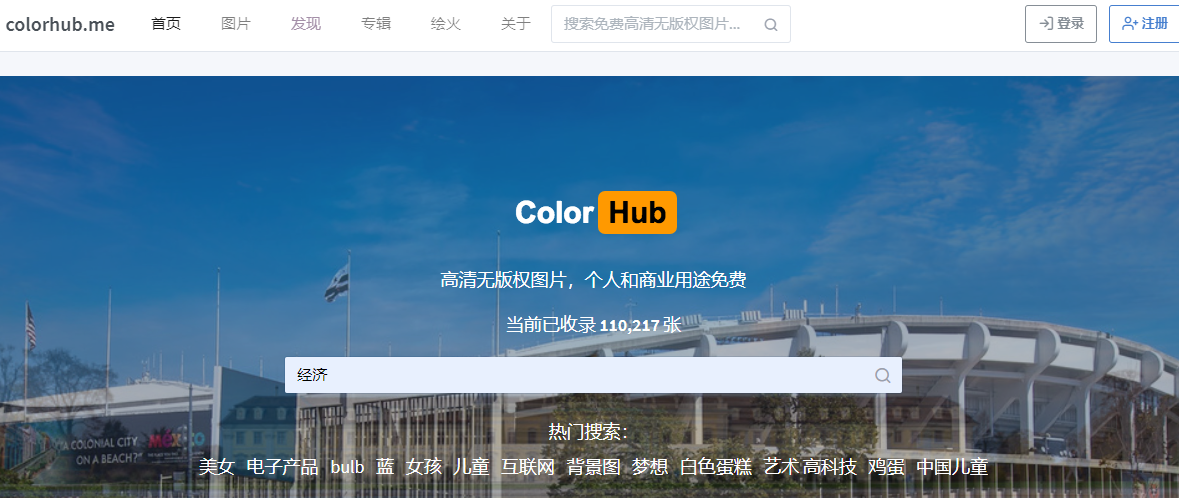 colorhub.me 首页 图片 发现 专辑 绘火 关于 搜索免费高清无版权图片... 登录 注册
Color Hub
高清无版权图片，个人和商业用途免费
当前已收录 110,217 张
经济
热门搜索：
美女 电子产品 bulb 蓝 女孩 儿童 互联网 背景图 梦想 白色蛋糕 艺术 高科技 鸡蛋 中国儿童
A COLONIAL CITY
ON A BEACH?